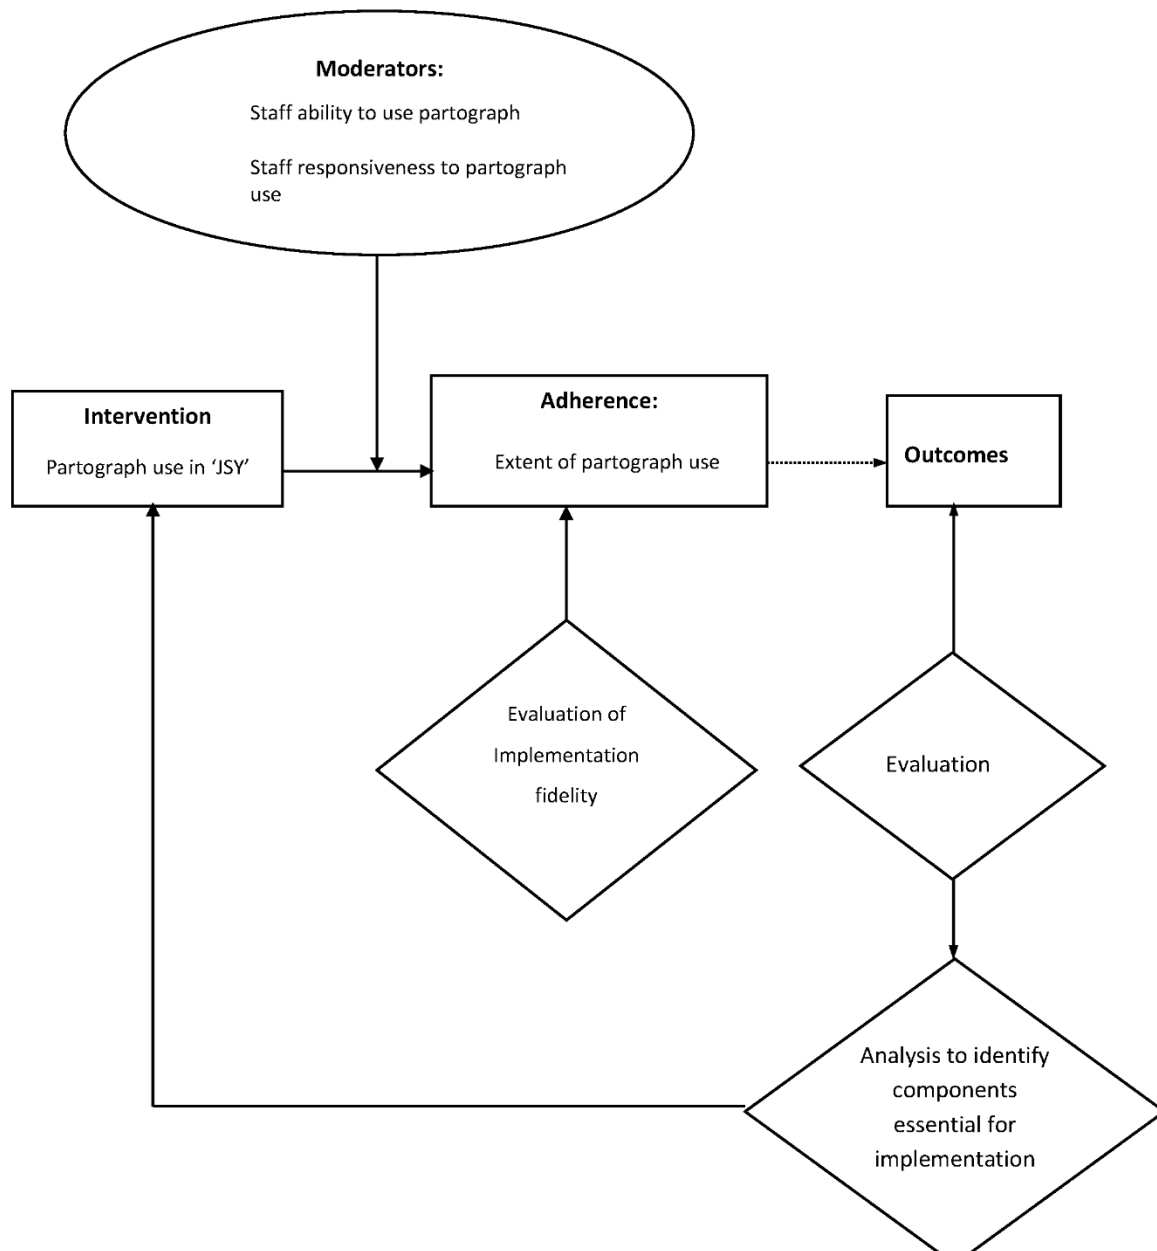 Moderators:
Staff ability to use partograph
Staff responsiveness to partograph
use
Intervention
Partograph use in ‘JSY’
Adherence:
Extent of partograph use
Outcomes
Evaluation of
Implementation
fidelity
Evaluation
Analysis to identify
components
essential for
implementation